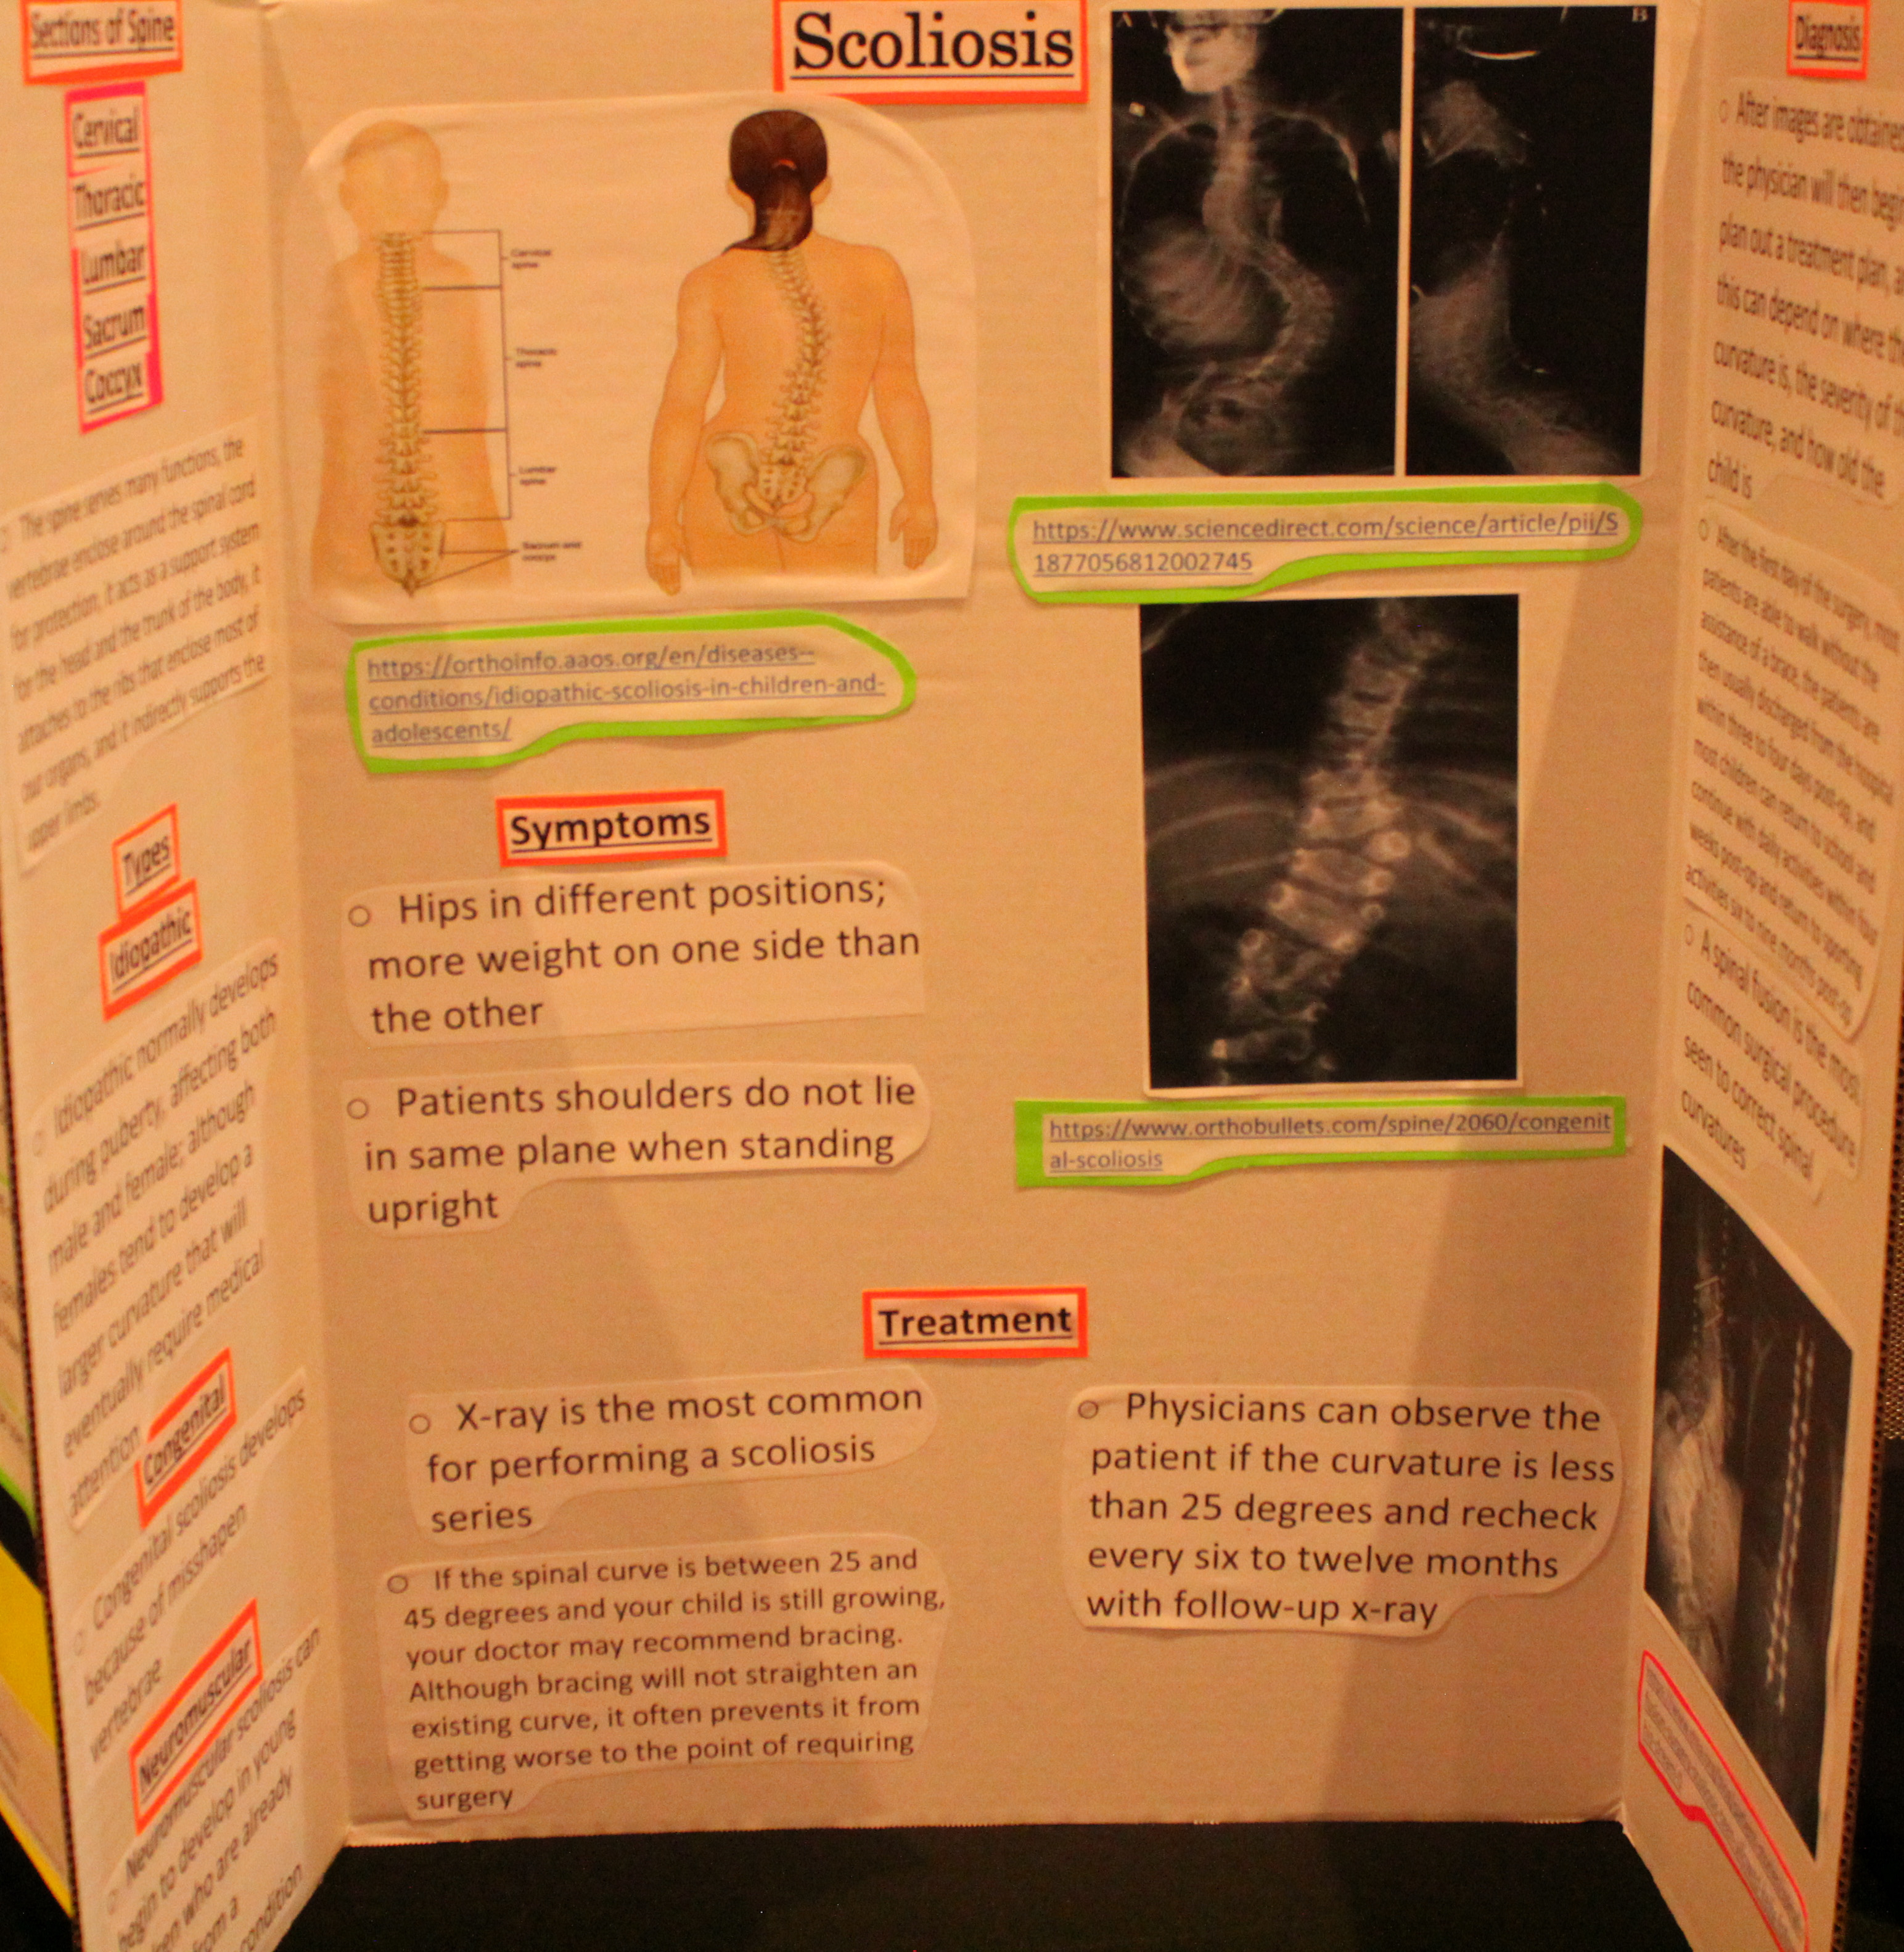 Sections of Spine
Cervical
Thoracic
Lumbar
Sacrum
Coccyx
The spine serves many functions, the
vertebrae enclose around the spinal cord
for protection, it acts as a support system
for the head and the trunk of the body, it
attaches to the ribs that enclose most of
our organs, and it indirectly supports the
upper limbs.
Types
Idiopathic
Idiopathic normally develops
during puberty, affecting both
male and female; although
females tend to develop a
larger curvature that will
eventually require medical
attention
Congenital
Congenital scoliosis develops
because of misshapen
vertebrae
Neuromuscular
Neuromuscular scoliosis can
begin to develop in young
who are already
a
condition
Scoliosis
Cervical
spine
Thoracic
spine
Lumbar
spine
Sacrum and
coccyx
https://orthoinfo.aaos.org/en/diseases--
conditions/idiopathic-scoliosis-in-children-and-
adolescents/
A
B
https://www.sciencedirect.com/science/article/pii/S
1877056812002745
https://www.orthobullets.com/spine/2060/congenit
al-scoliosis
Symptoms
Hips in different positions;
more weight on one side than
the other
Patients shoulders do not lie
in same plane when standing
upright
Treatment
X-ray is the most common
for performing a scoliosis
series
If the spinal curve is between 25 and
45 degrees and your child is still growing,
your doctor may recommend bracing.
Although bracing will not straighten an
existing curve, it often prevents it from
getting worse to the point of requiring
surgery
Physicians can observe the
patient if the curvature is less
than 25 degrees and recheck
every six to twelve months
with follow-up x-ray
Diagnosis
After images are obtained
the physician will then begi
plan out a treatment plan,
this can depend on where th
curvature is, the severity of
curvature, and how old the
child is
After the first day of the surgery, most
patients are able to walk without the
assistance of a brace, the patients are
then usually discharged from the hospital
within three to four days post-op, and
most children can return to school and
continue with daily activities within four
weeks post-op and return to sporting
activities six to nine months post-op
A spinal fusion is the most
common surgical procedure
seen to correct spinal
curvatures